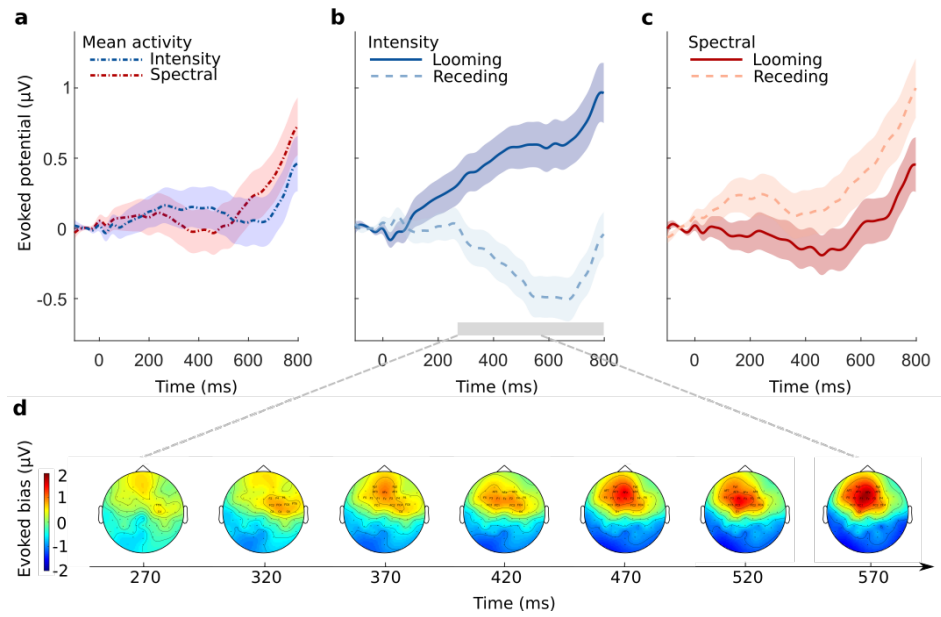 a
Mean activity
Intensity
Spectral
Evoked potential (μV)
1
0.5
0
-0.5
0 200 400 600 800
Time (ms)
b
Intensity
Looming
Receding
0 200 400 600 800
Time (ms)
c
Spectral
Looming
Receding
0 200 400 600 800
Time (ms)
d
Evoked bias (μV)
2
1
0
-1
-2
270 320 370 420 470 520 570
Time (ms)